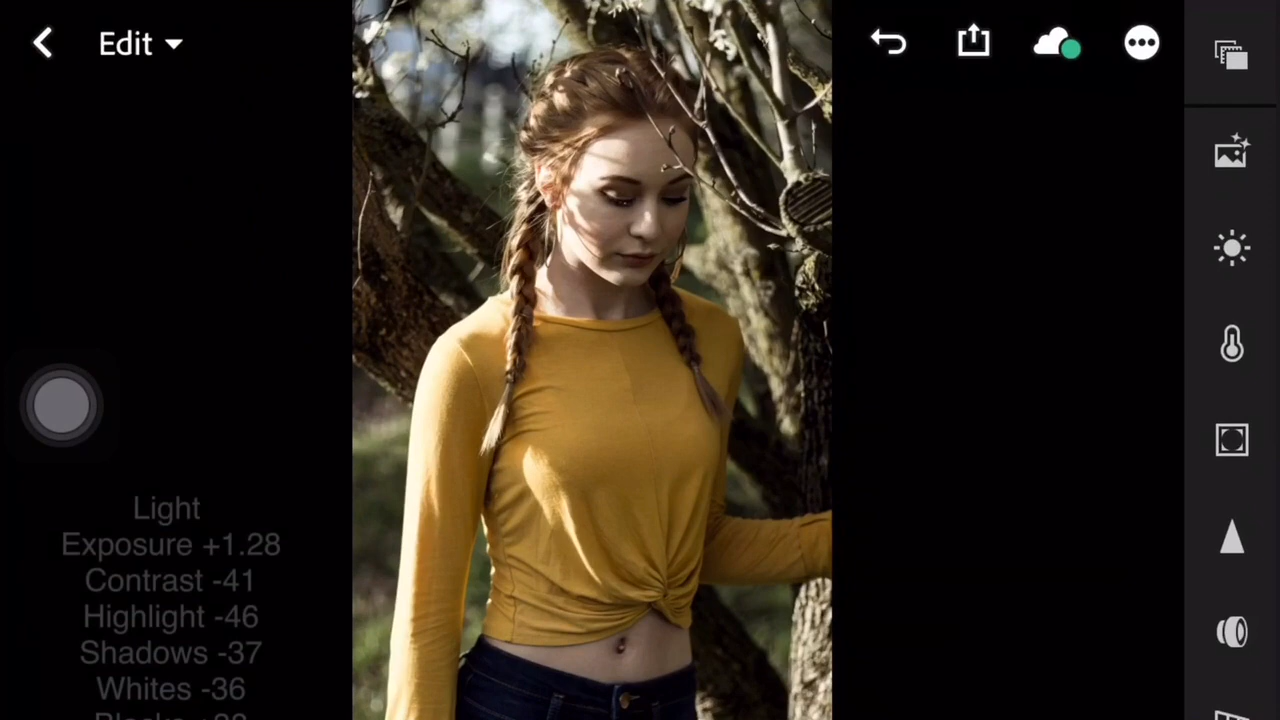 Edit
Light
Exposure +1.28
Contrast -41
Highlight -46
Shadows -37
Whites -36